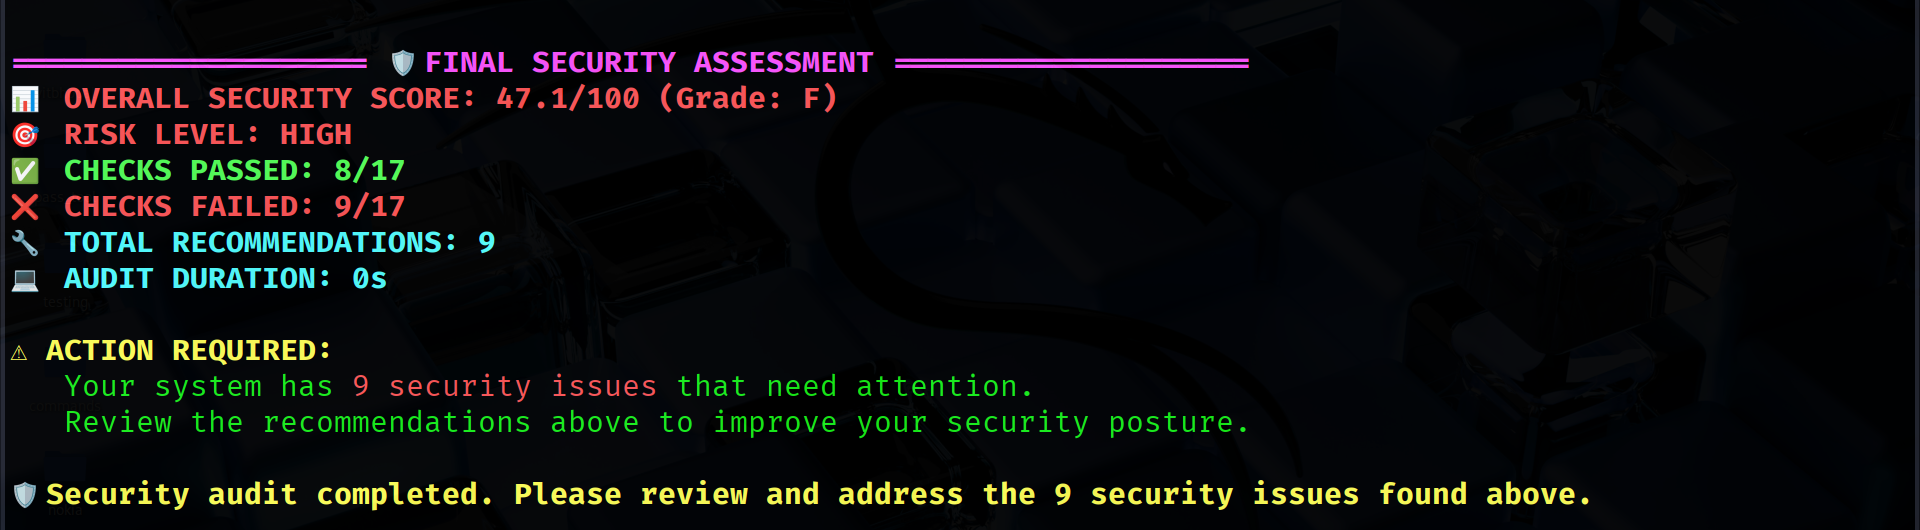 🛡️ FINAL SECURITY ASSESSMENT
📊 OVERALL SECURITY SCORE: 47.1/100 (Grade: F)
🎯 RISK LEVEL: HIGH
✅ CHECKS PASSED: 8/17
❌ CHECKS FAILED: 9/17
🔧 TOTAL RECOMMENDATIONS: 9
💻 AUDIT DURATION: 0s
⚠ ACTION REQUIRED:
Your system has 9 security issues that need attention.
Review the recommendations above to improve your security posture.
🛡️ Security audit completed. Please review and address the 9 security issues found above.
testing